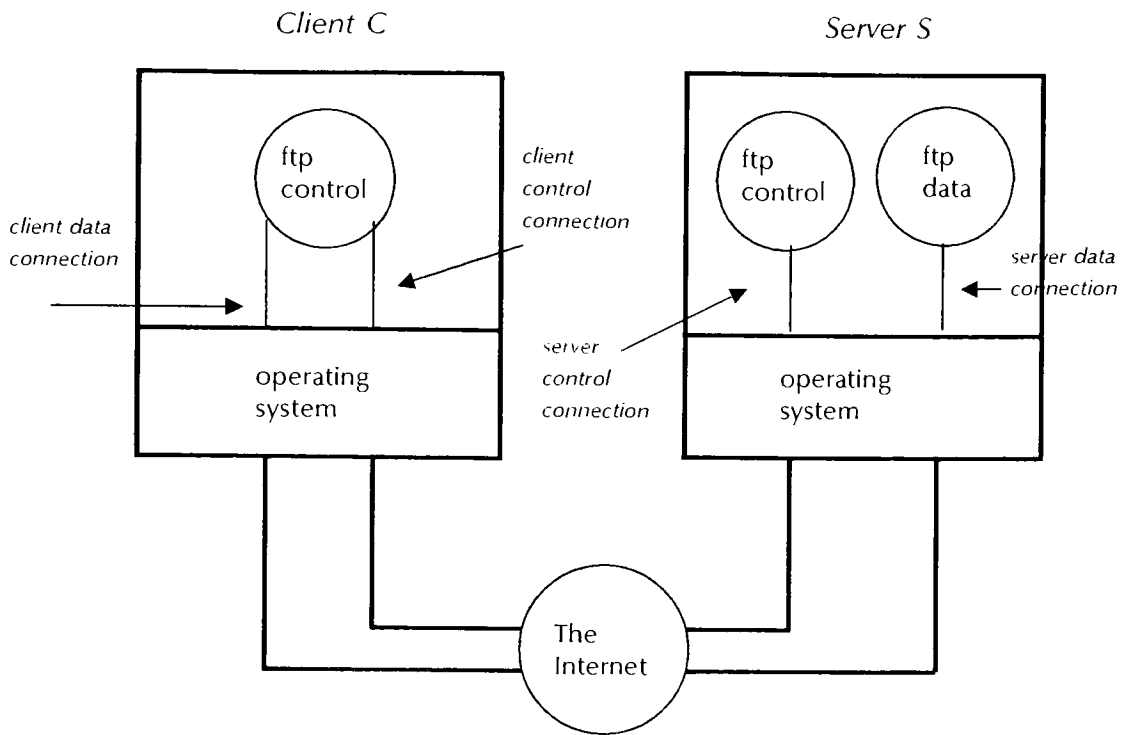 Client C
Server S
ftp
control
client
control
connection
ftp
control
ftp
data
client data
connection
server data
connection
operating
system
server
control
connection
operating
system
The
Internet